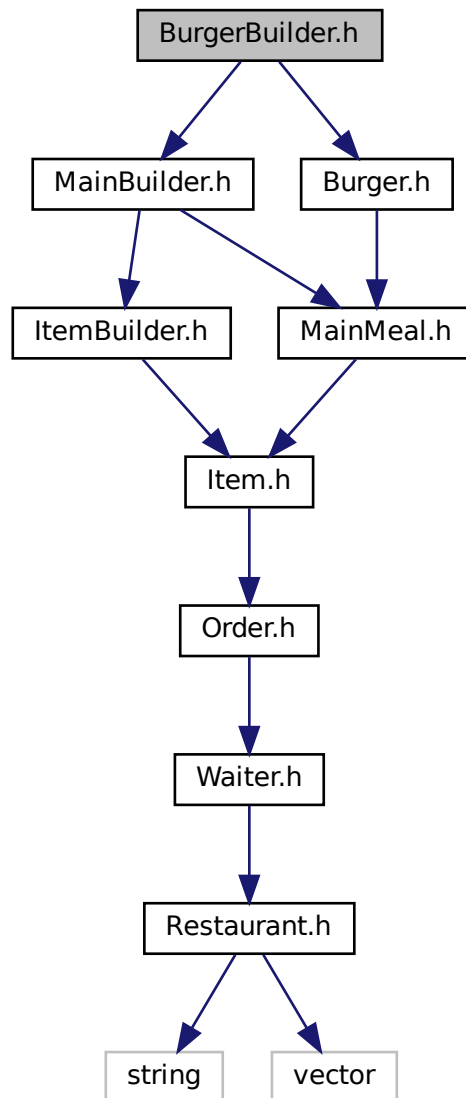 BurgerBuilder.h
MainBuilder.h
Burger.h
ItemBuilder.h
MainMeal.h
Item.h
Order.h
Waiter.h
Restaurant.h
string
vector